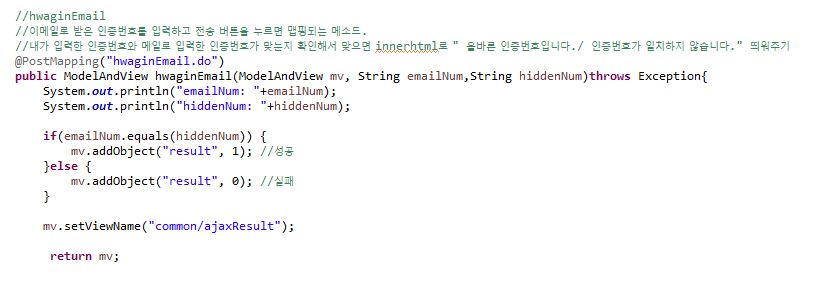 //hwaginEmail
//이메일로 받은 인증번호를 입력하고 전송 버튼을 누르면 맵핑되는 메소드.
//내가 입력한 인증번호와 메일로 입력한 인증번호가 맞는지 확인해서 맞으면 innerhtml로 " 올바른 인증번호입니다./ 인증번호가 일치하지 않습니다." 띄워주기
@PostMapping("hwaginEmail.do")
public ModelAndView hwaginEmail(ModelAndView mv, String emailNum,String hiddenNum)throws Exception{
System.out.println("emailNum: "+emailNum);
System.out.println("hiddenNum: "+hiddenNum);
if(emailNum.equals(hiddenNum)) {
mv.addObject("result", 1); //성공
}else {
mv.addObject("result", 0); //실패
}
mv.setViewName("common/ajaxResult");
return mv;